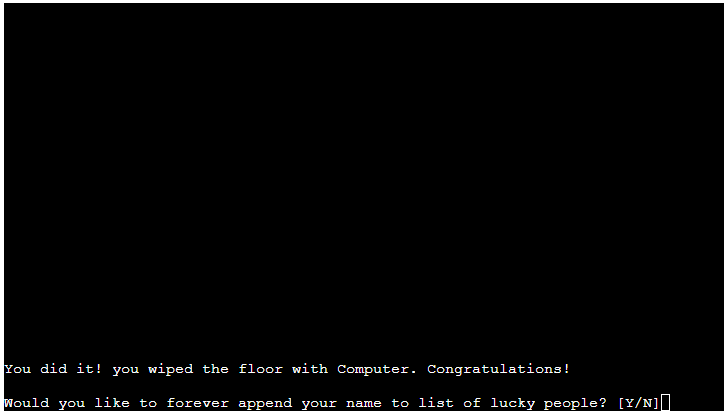 You did it! you wiped the floor with Computer. Congratulations!
Would you like to forever append your name to list of lucky people? [Y/N]